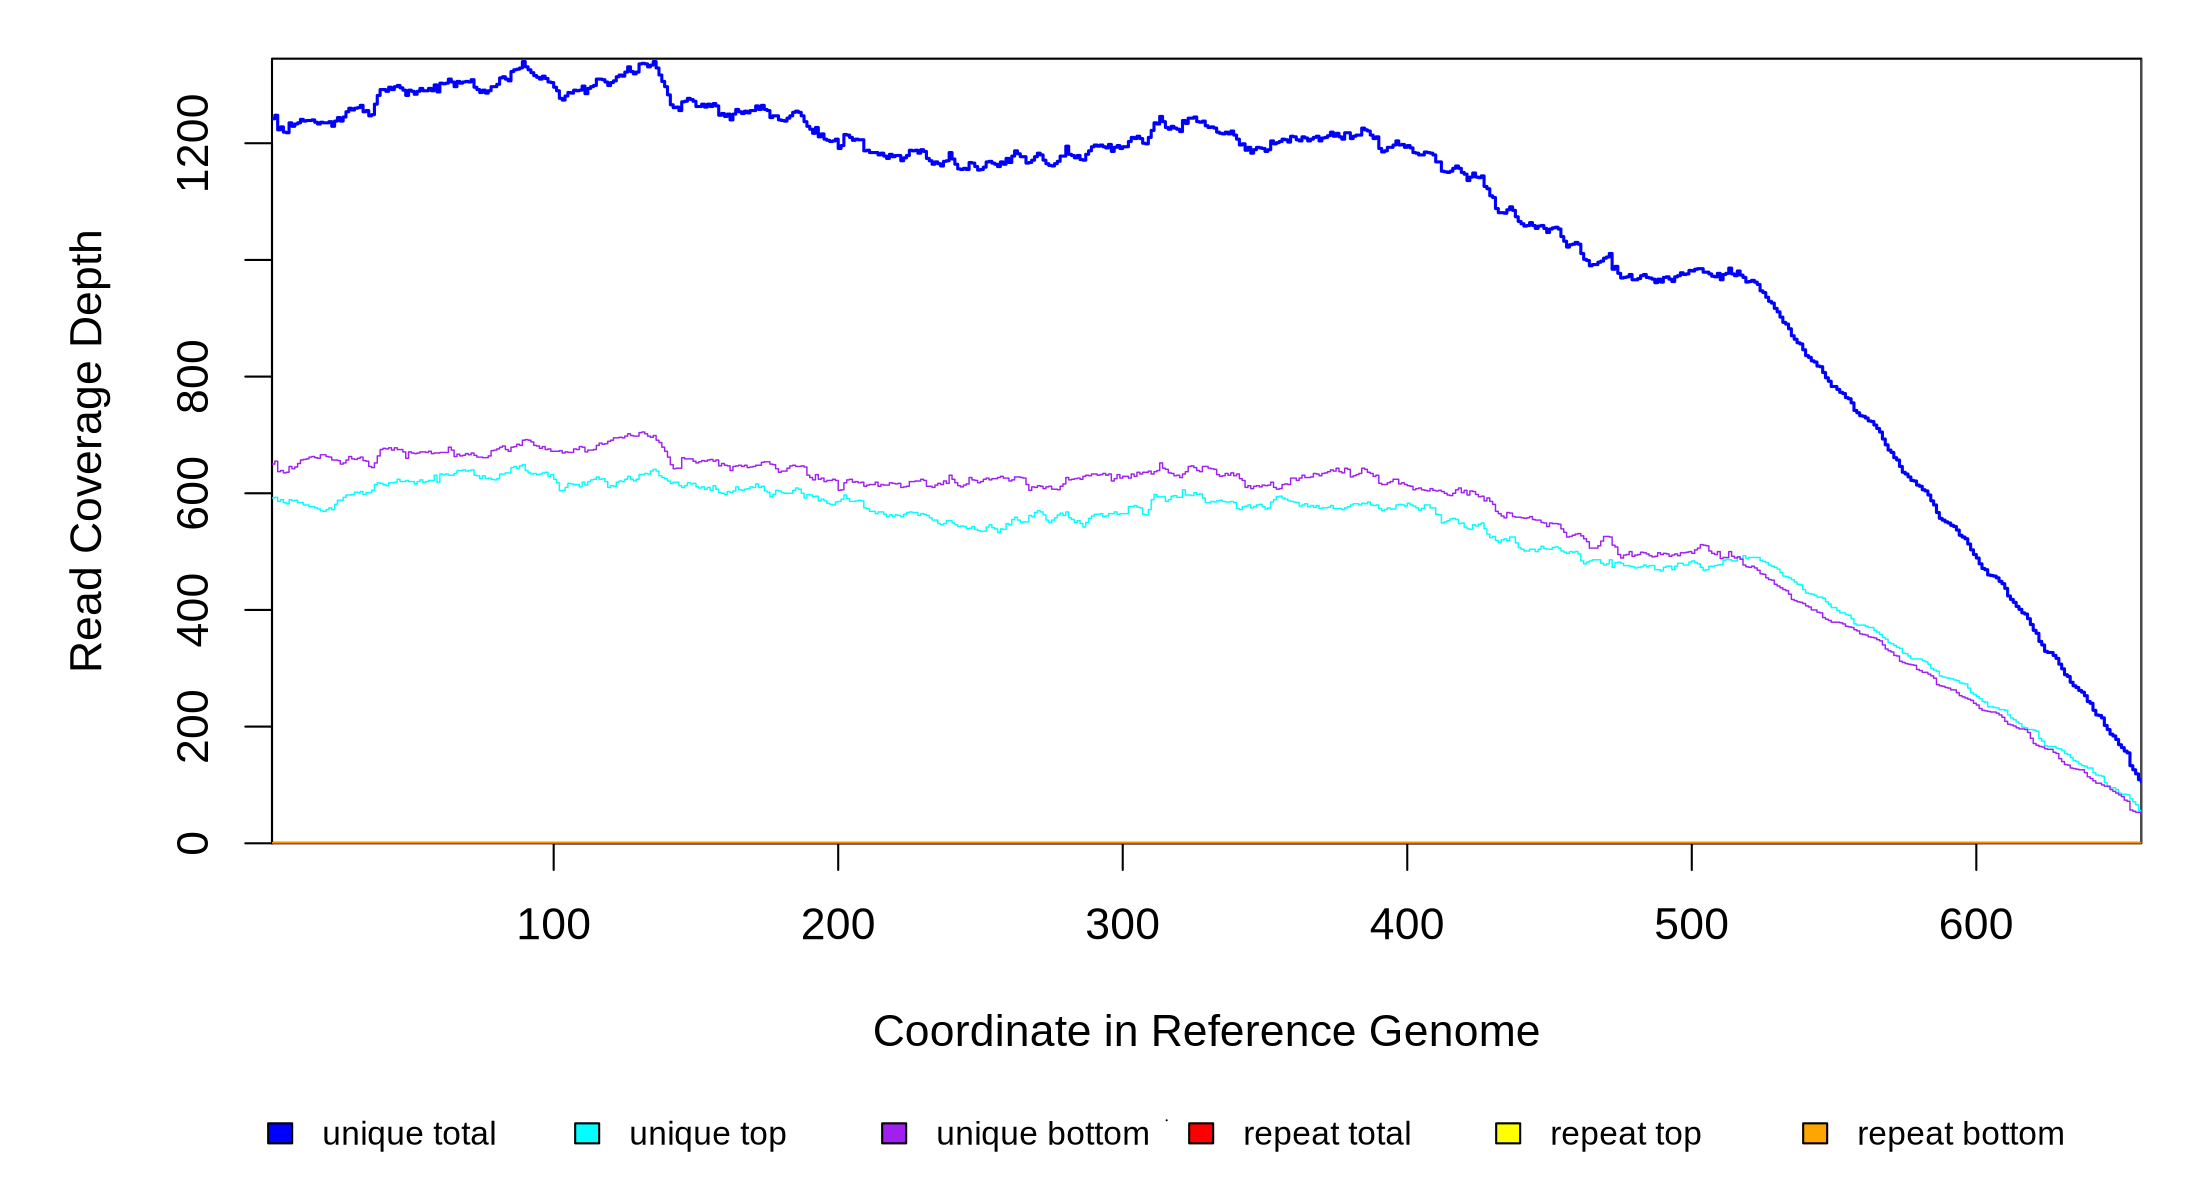 Read Coverage Depth
1200
800
600
400
200
0
100 200 300 400 500 600
Coordinate in Reference Genome
unique total unique top unique bottom repeat total repeat top repeat bottom